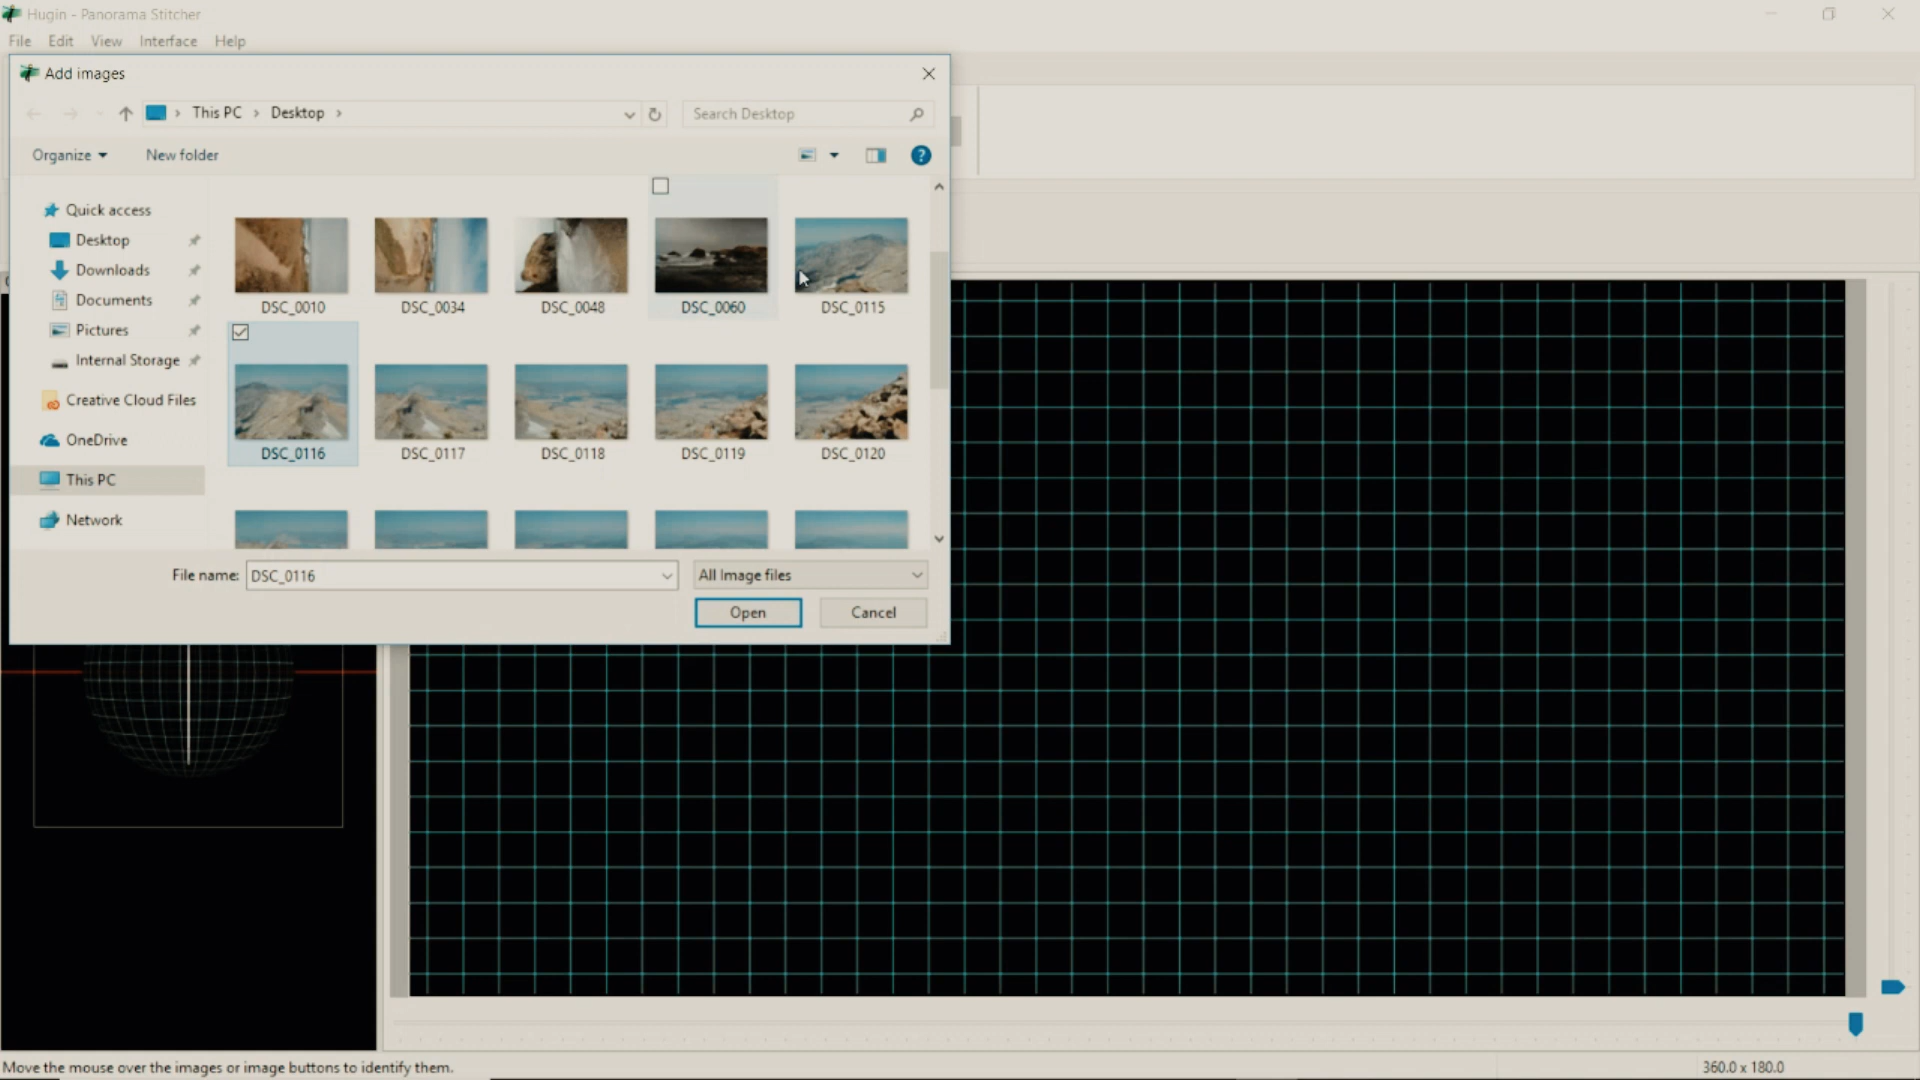 Hugin - Panorama Stitcher
File Edit View Interface Help
Add images
This PC Desktop
Search Desktop
Organize New folder
Quick access
Desktop
Downloads
Documents
Pictures
Internal Storage
Creative Cloud Files
OneDrive
This PC
Network
DSC_0010 DSC_0034 DSC_0048 DSC_0060 DSC_0115
DSC_0116 DSC_0117 DSC_0118 DSC_0119 DSC_0120
File name: DSC_0116 All Image files
Open Cancel
Move the mouse over the images or image buttons to identify them. 360.0 x 180.0